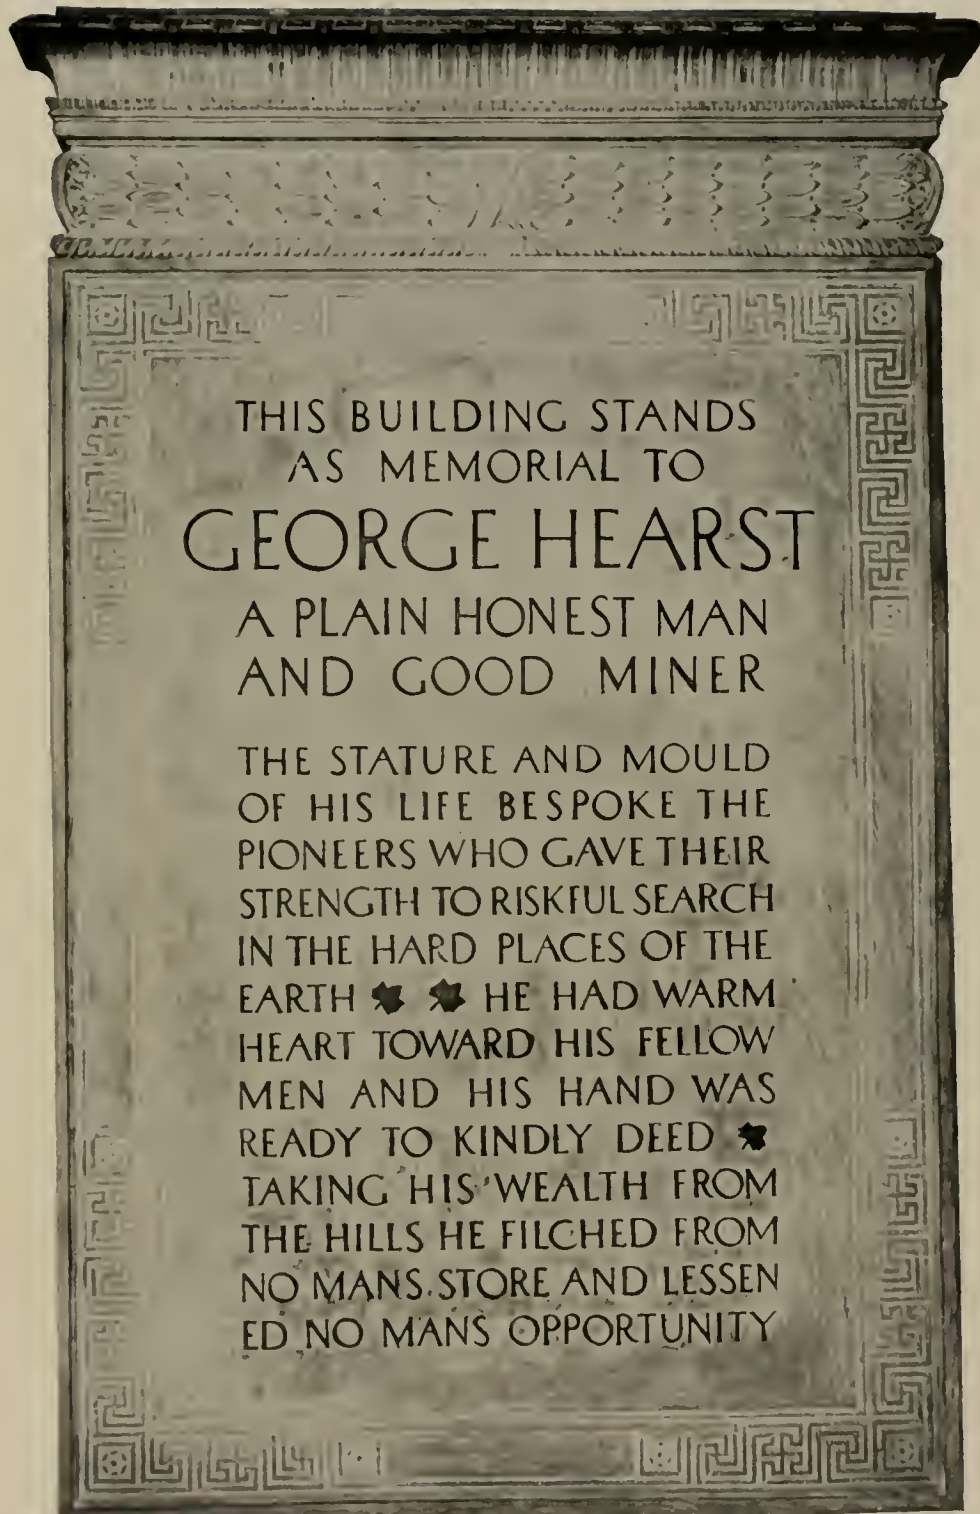 THIS BUILDING STANDS
AS MEMORIAL TO
GEORGE HEARST
A PLAIN HONEST MAN
AND GOOD MINER
THE STATURE AND MOULD
OF HIS LIFE BESPOKE THE
PIONEERS WHO GAVE THEIR
STRENGTH TO RISKFUL SEARCH
IN THE HARD PLACES OF THE
EARTH HE HAD WARM
HEART TOWARD HIS FELLOW
MEN AND HIS HAND WAS
READY TO KINDLY DEED
TAKING HIS WEALTH FROM
THE HILLS HE FILCHED FROM
NO MANS STORE AND LESSEN
ED NO MANS OPPORTUNITY